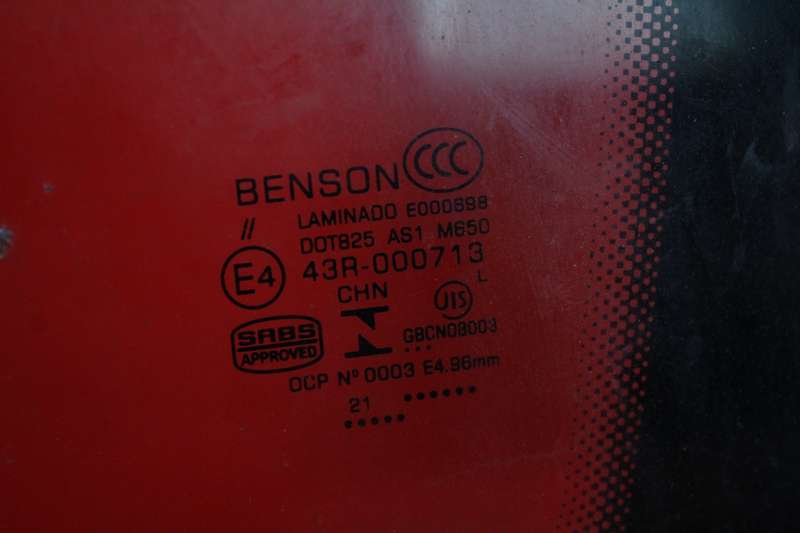 BENSON CCC
// LAMINADO E000698
DOT825 AS1 M650
E4 43R-000713
L
CHN JIS
SABS APPROVED
GBCN08003
OCP Nº 0003 E4.96mm
21